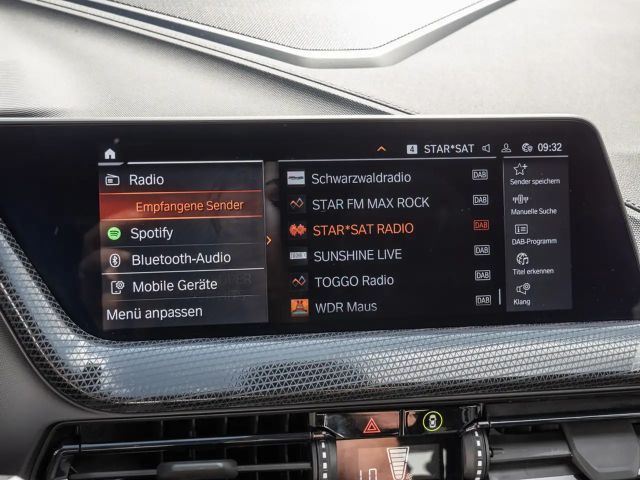 4 STAR*SAT 09:32
Radio
Empfangene Sender
Spotify
Bluetooth-Audio
Mobile Geräte
Menü anpassen
Schwarzwaldradio DAB
STAR FM MAX ROCK DAB
STAR*SAT RADIO DAB
SUNSHINE LIVE DAB
TOGGO Radio DAB
WDR Maus DAB
Sender speichern
Manuelle Suche
DAB-Programm
Titel erkennen
Klang